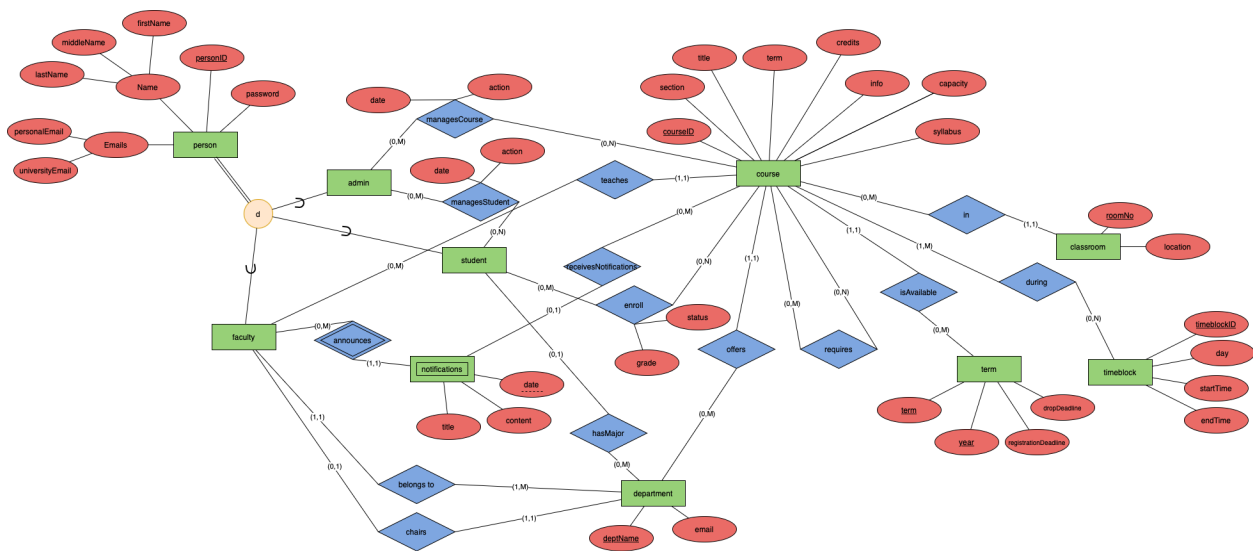 firstName
middleName
personID
lastName
Name
password
personalEmail
Emails
person
universityEmail
d
admin
date
action
managesCourse
(0,M)
(0,N)
date
action
(0,M)
managesStudent
(0,N)
student
title
term
credits
section
info
capacity
courseID
syllabus
course
teaches
(1,1)
(0,M)
(0,M)
in
(1,1)
roomNo
classroom
location
(0,M)
receivesNotifications
(0,1)
(0,M)
enroll
(0,N)
status
grade
(1,1)
offers
(0,M)
(0,M)
(0,N)
requires
(1,1)
isAvailable
(0,M)
(1,M)
during
(0,N)
timeblockID
day
timeblock
startTime
endTime
term
term
year
dropDeadline
registrationDeadline
faculty
(0,M)
announces
(1,1)
notifications
date
title
content
(0,1)
hasMajor
(0,M)
(1,1)
belongs to
(1,M)
department
(0,1)
chairs
(1,1)
deptName
email